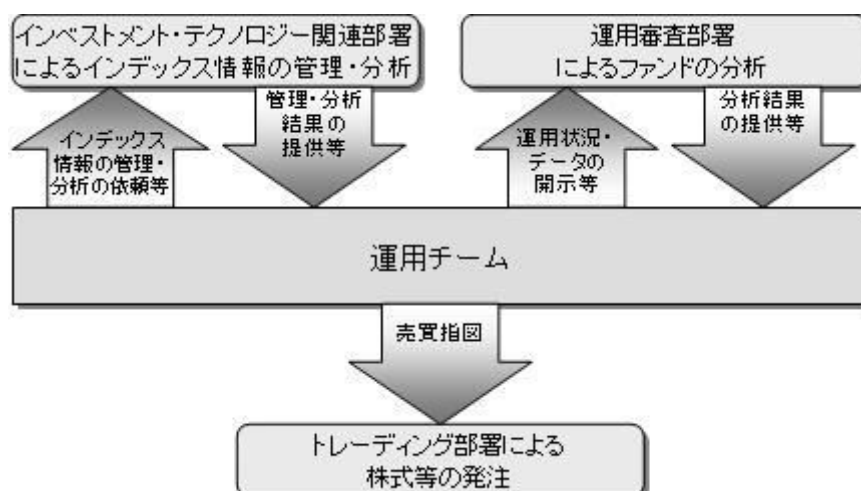 インベストメント・テクノロジー関連部署
によるインデックス情報の管理・分析
運用審査部署
によるファンドの分析
インデックス
情報の管理・
分析の依頼等
管理・分析
結果の
提供等
運用状況・
データの
開示等
分析結果
の提供等
運用チーム
売買指図
トレーディング部署による
株式等の発注